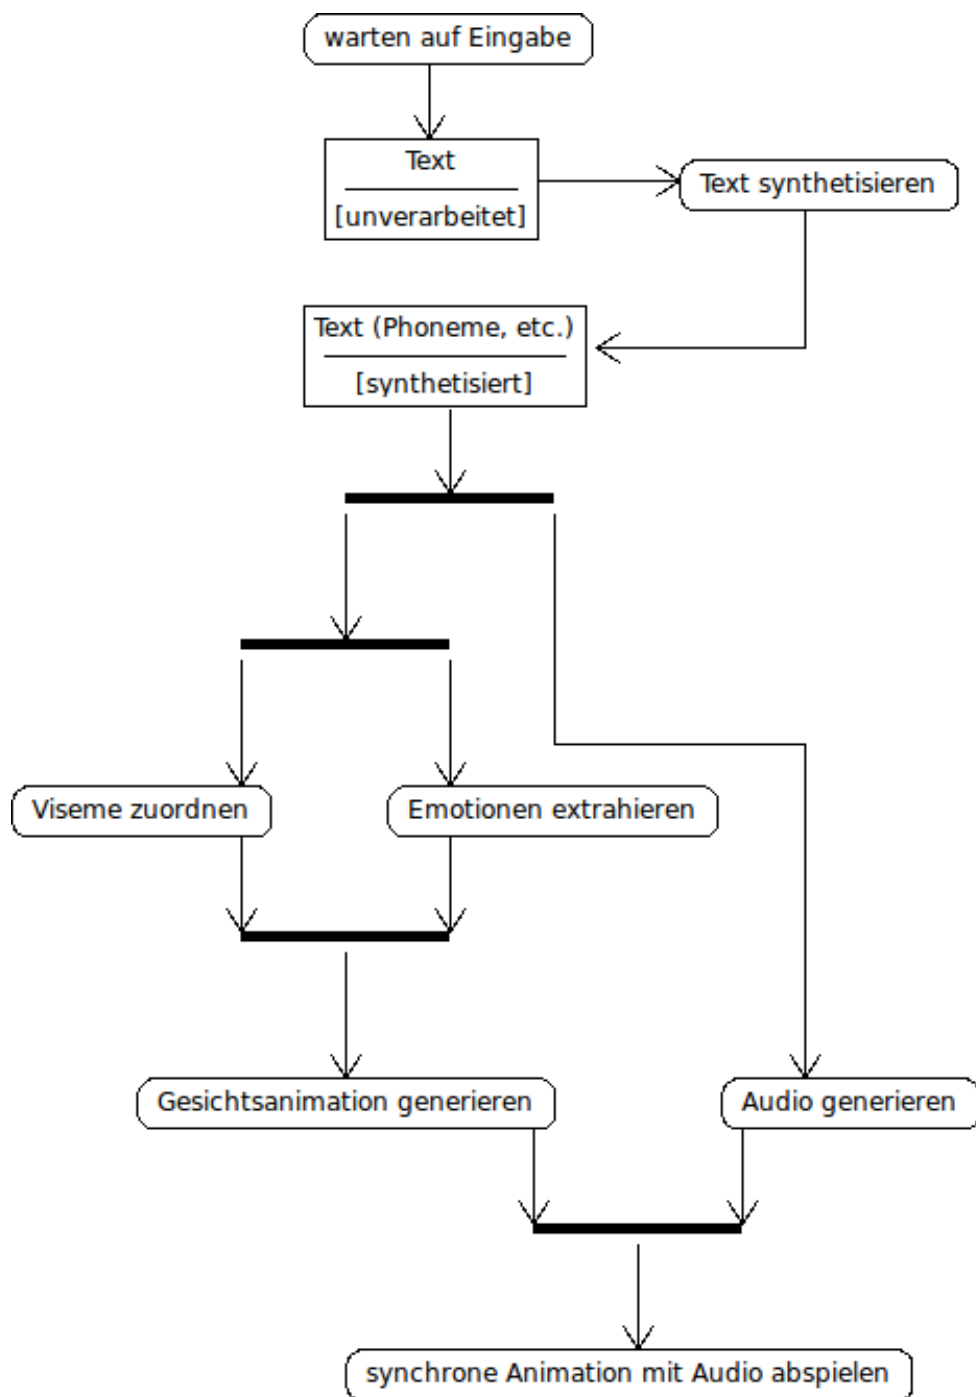 warten auf Eingabe
Text
[unverarbeitet]
Text synthetisieren
Text (Phoneme, etc.)
[synthetisiert]
Viseme zuordnen
Emotionen extrahieren
Gesichtsanimation generieren
Audio generieren
synchrone Animation mit Audio abspielen